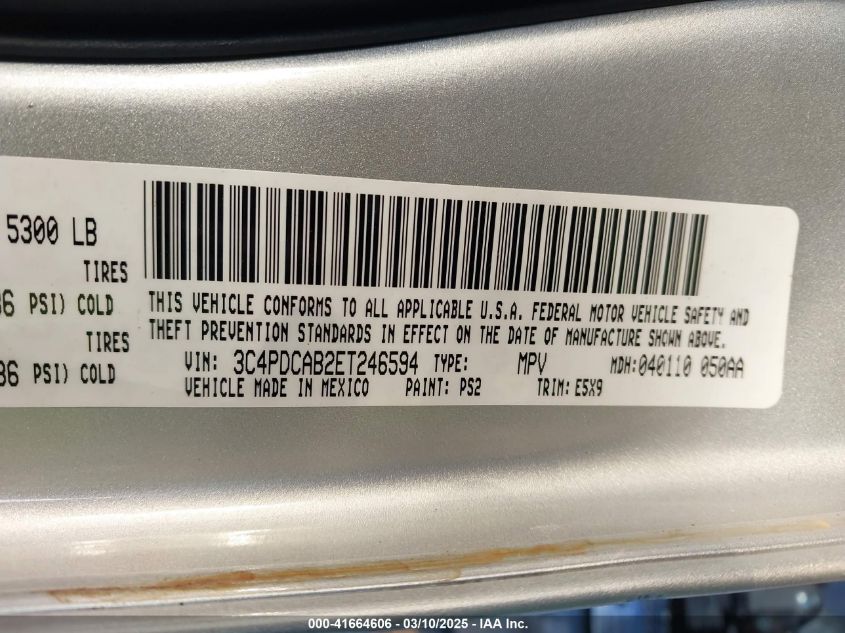 5300 LB
TIRES
36 PSI) COLD
TIRES
36 PSI) COLD
THIS VEHICLE CONFORMS TO ALL APPLICABLE U.S.A. FEDERAL MOTOR VEHICLE SAFETY AND
THEFT PREVENTION STANDARDS IN EFFECT ON THE DATE OF MANUFACTURE SHOWN ABOVE.
VIN: 3C4PDCAB2ET246594 TYPE: MPV MDH:040110 050AA
VEHICLE MADE IN MEXICO PAINT: PS2 TRIM: E5X9
000-41664606 - 03/10/2025 - IAA Inc.